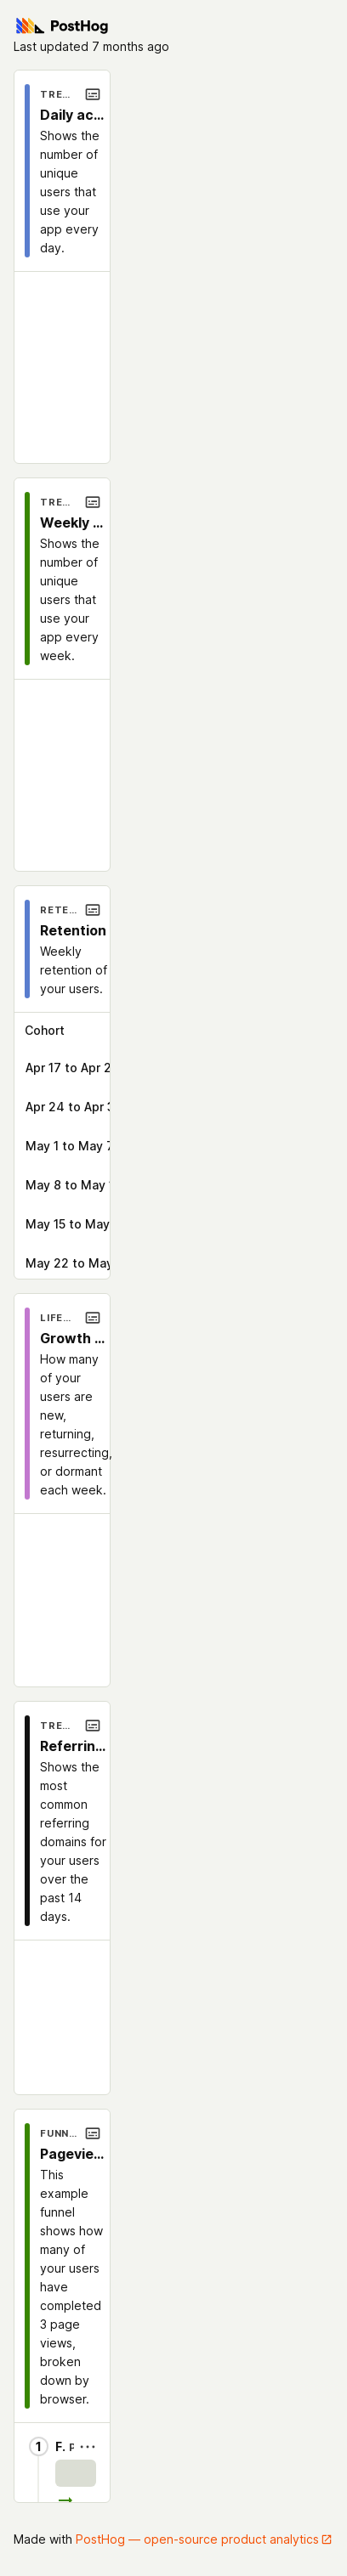 PostHog
Last updated 7 months ago
TRE...
Daily ac...
Shows the
number of
unique
users that
use your
app every
day.
TRE...
Weekly ...
Shows the
number of
unique
users that
use your
app every
week.
RETE...
Retention
Weekly
retention of
your users.
Cohort
Apr 17 to Apr 2
Apr 24 to Apr 3
May 1 to May 7
May 8 to May
May 15 to May
May 22 to May
LIFE...
Growth ...
How many
of your
users are
new,
returning,
resurrecting,
or dormant
each week.
TRE...
Referrin...
Shows the
most
common
referring
domains for
your users
over the
past 14
days.
FUNN...
Pagevie...
This
example
funnel
shows how
many of
your users
have
completed
3 page
views,
broken
down by
browser.
1 F.
Made with PostHog — open-source product analytics